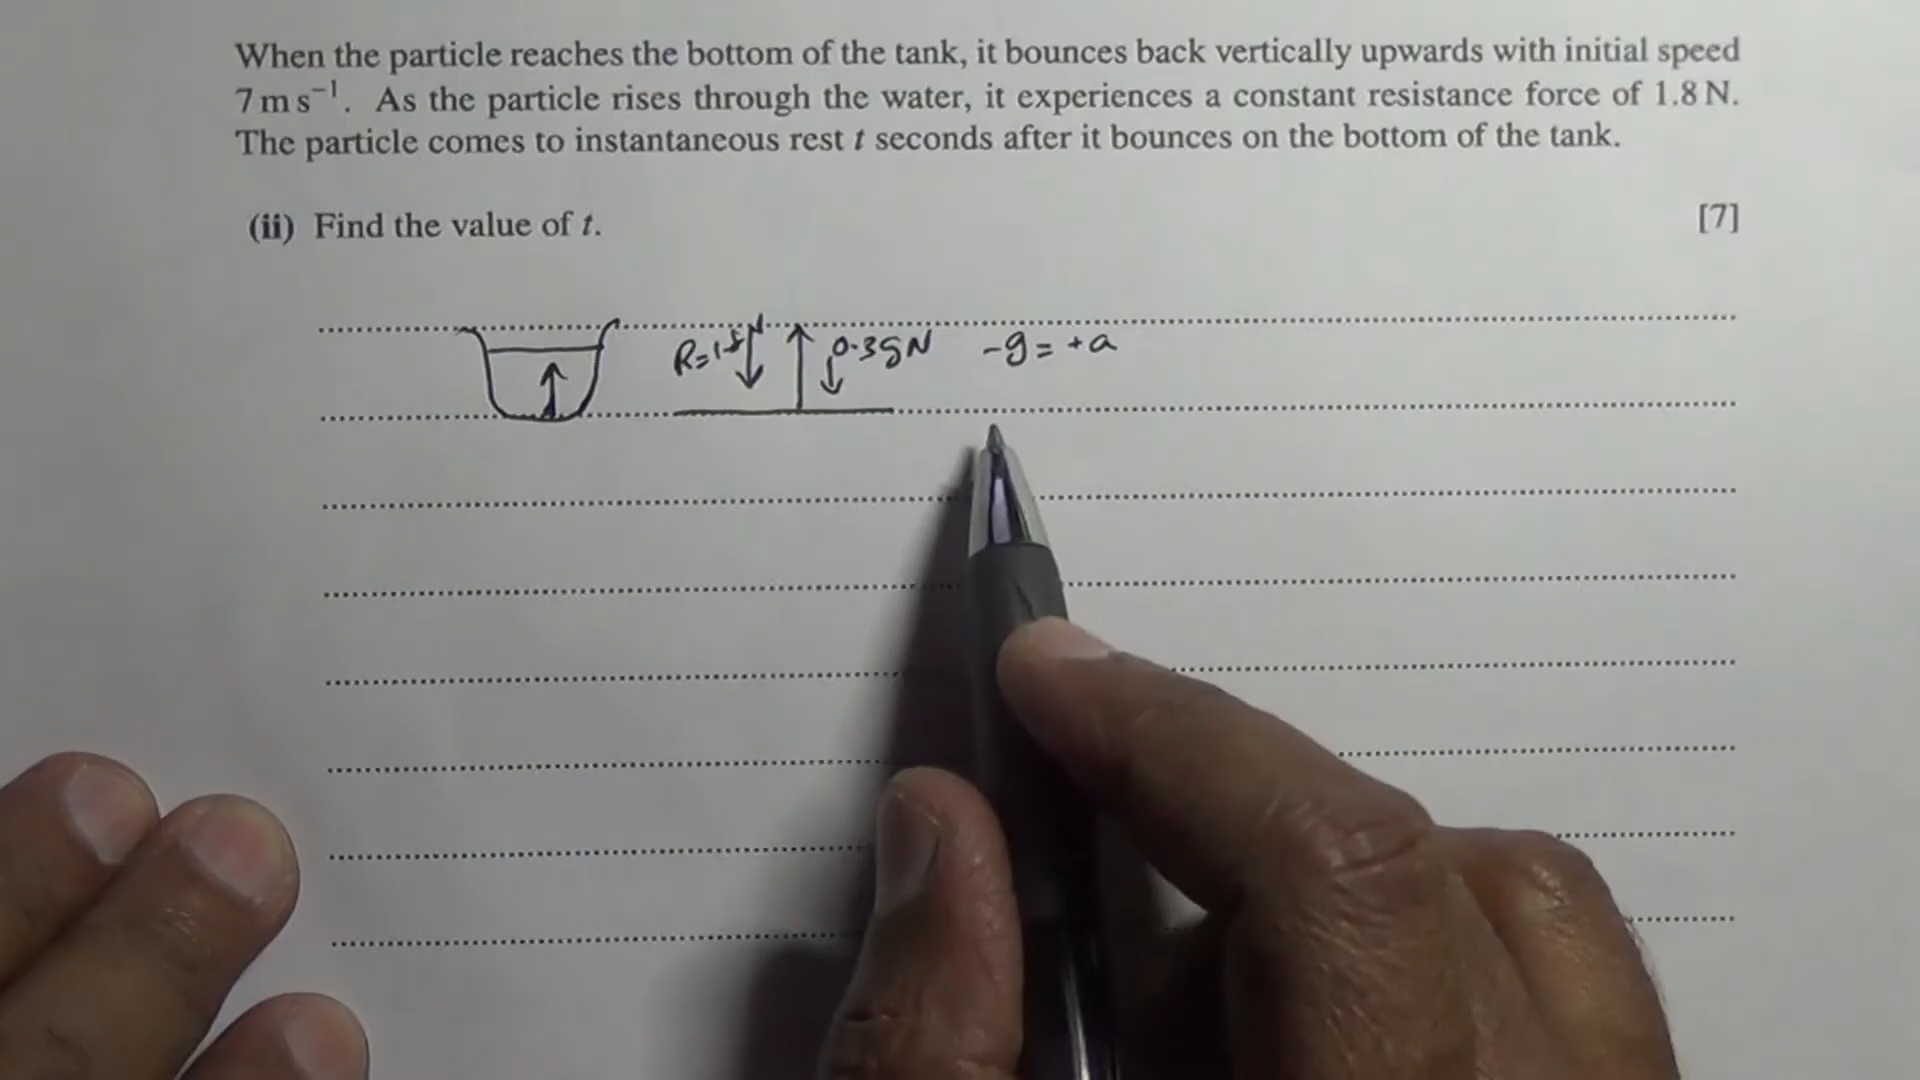 When the particle reaches the bottom of the tank, it bounces back vertically upwards with initial speed
7 m s⁻¹. As the particle rises through the water, it experiences a constant resistance force of 1.8 N.
The particle comes to instantaneous rest t seconds after it bounces on the bottom of the tank.
(ii) Find the value of t. [7]
R=1.8N 0.3gN -g = +a